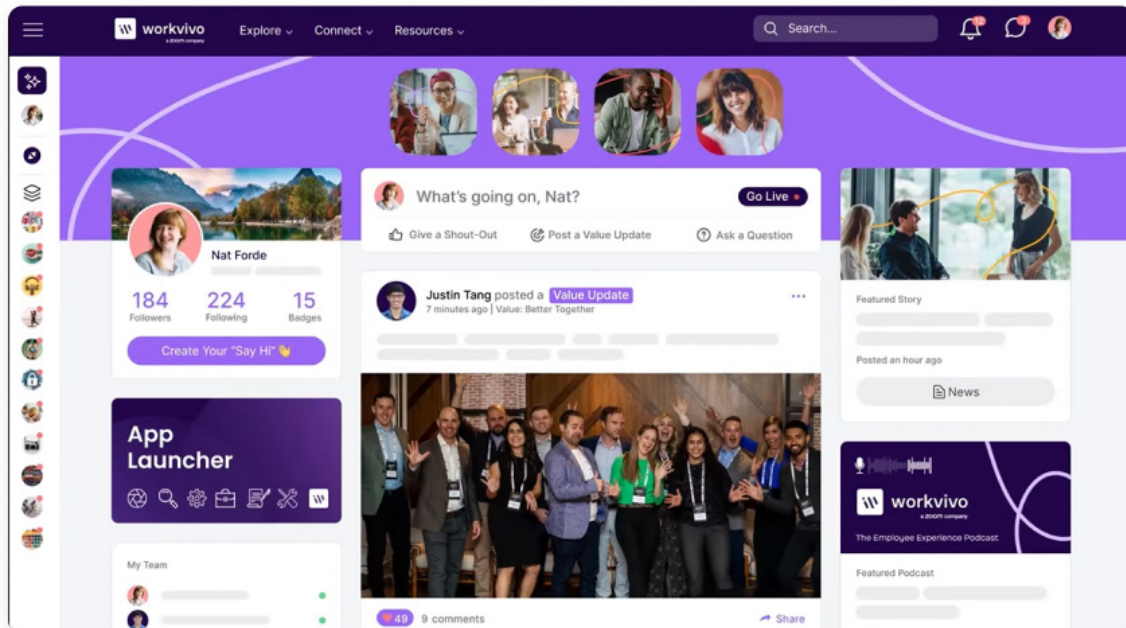 workvivo
a zoom company
Explore
Connect
Resources
Search...
12
What's going on, Nat?
Go Live
Give a Shout-Out
Post a Value Update
Ask a Question
Nat Forde
184
224
15
Followers
Following
Badges
Create Your "Say Hi" 👋
App
Launcher
My Team
Justin Tang posted a Value Update
7 minutes ago | Value: Better Together
49
9 comments
Share
Featured Story
Posted an hour ago
News
workvivo
a zoom company
The Employee Experience Podcast
Featured Podcast